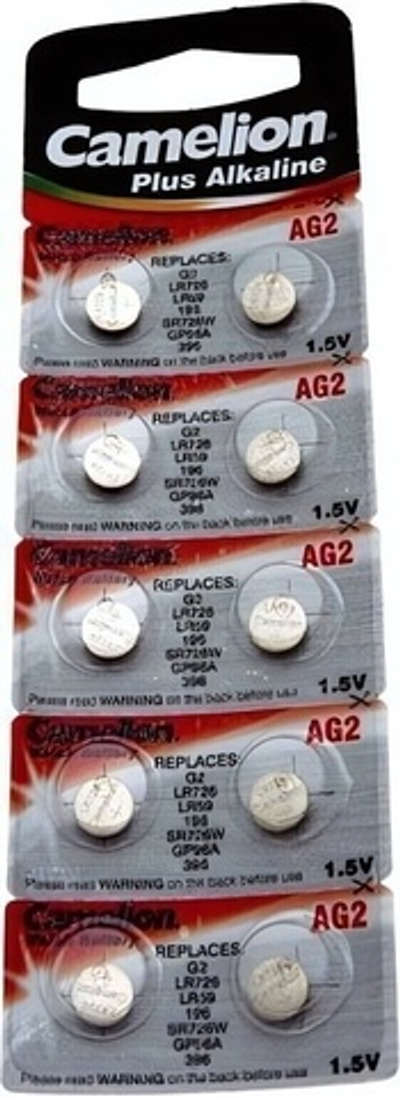 Camelion
Plus Alkaline
Camelion
AG2
REPLACES:
G2
LR726
LR59
196
SR726W
GP96A
396
1.5V
Please read WARNING on the back before use
Camelion
AG2
REPLACES:
G2
LR726
LR59
196
SR726W
GP96A
396
1.5V
Please read WARNING on the back before use
Camelion
AG2
REPLACES:
G2
LR726
LR59
196
SR726W
GP96A
396
1.5V
Please read WARNING on the back before use
Camelion
AG2
REPLACES:
G2
LR726
LR59
196
SR726W
GP96A
396
1.5V
Please read WARNING on the back before use
Camelion
AG2
REPLACES:
G2
LR726
LR59
196
SR726W
GP96A
396
1.5V
Please read WARNING on the back before use